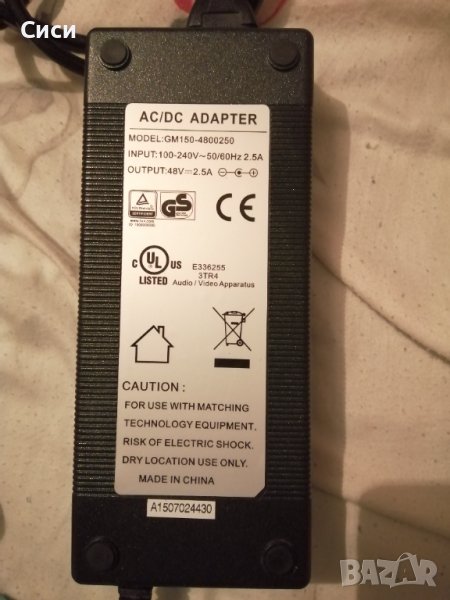 Сиси
AC/DC ADAPTER
MODEL:GM150-4800250
INPUT:100-240V~50/60Hz 2.5A
OUTPUT:48V⎓2.5A
GS
CE
c UL US
LISTED
E336255
3TR4
Audio / Video Apparatus
CAUTION :
FOR USE WITH MATCHING
TECHNOLOGY EQUIPMENT.
RISK OF ELECTRIC SHOCK.
DRY LOCATION USE ONLY.
MADE IN CHINA
A1507024430
BAZAR